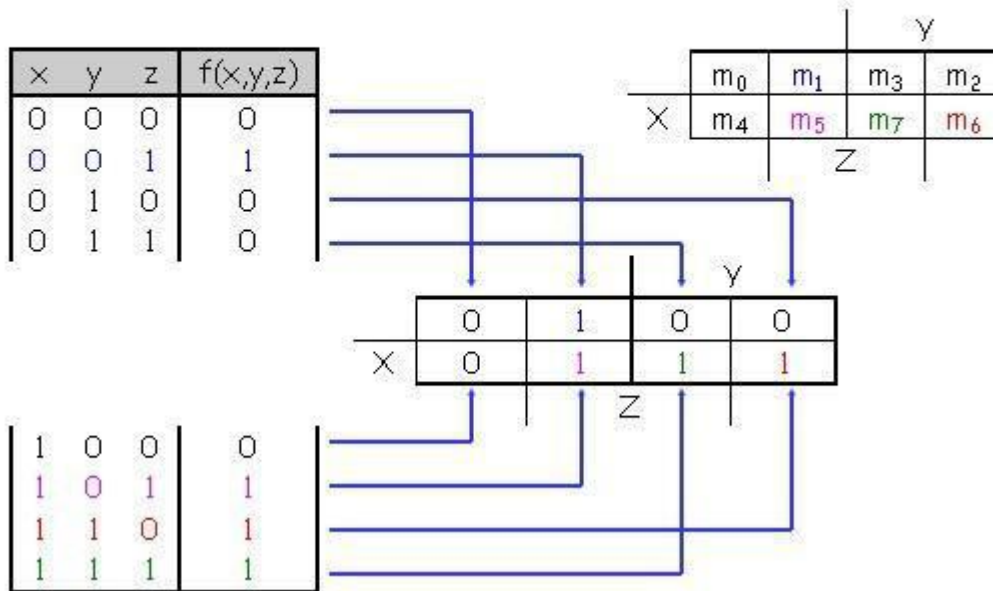 Y
x y z f(x,y,z)
m0 m1 m3 m2
0 0 0 0
X m4 m5 m7 m6
0 0 1 1
Z
0 1 0 0
0 1 1 0
Y
0 1 0 0
X 0 1 1 1
Z
1 0 0 0
1 0 1 1
1 1 0 1
1 1 1 1